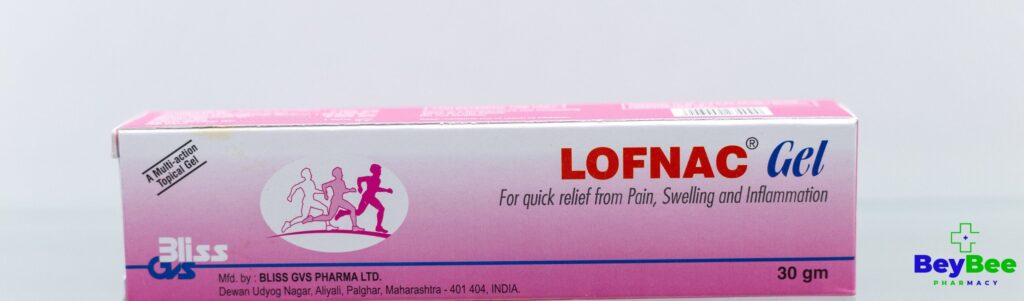 A Multi-action
Topical Gel
LOFNAC® Gel
For quick relief from Pain, Swelling and Inflammation
Bliss
GVS
Mfd. by : BLISS GVS PHARMA LTD.
Dewan Udyog Nagar, Aliyali, Palghar, Maharashtra - 401 404, INDIA.
30 gm
BeyBee
PHARMACY